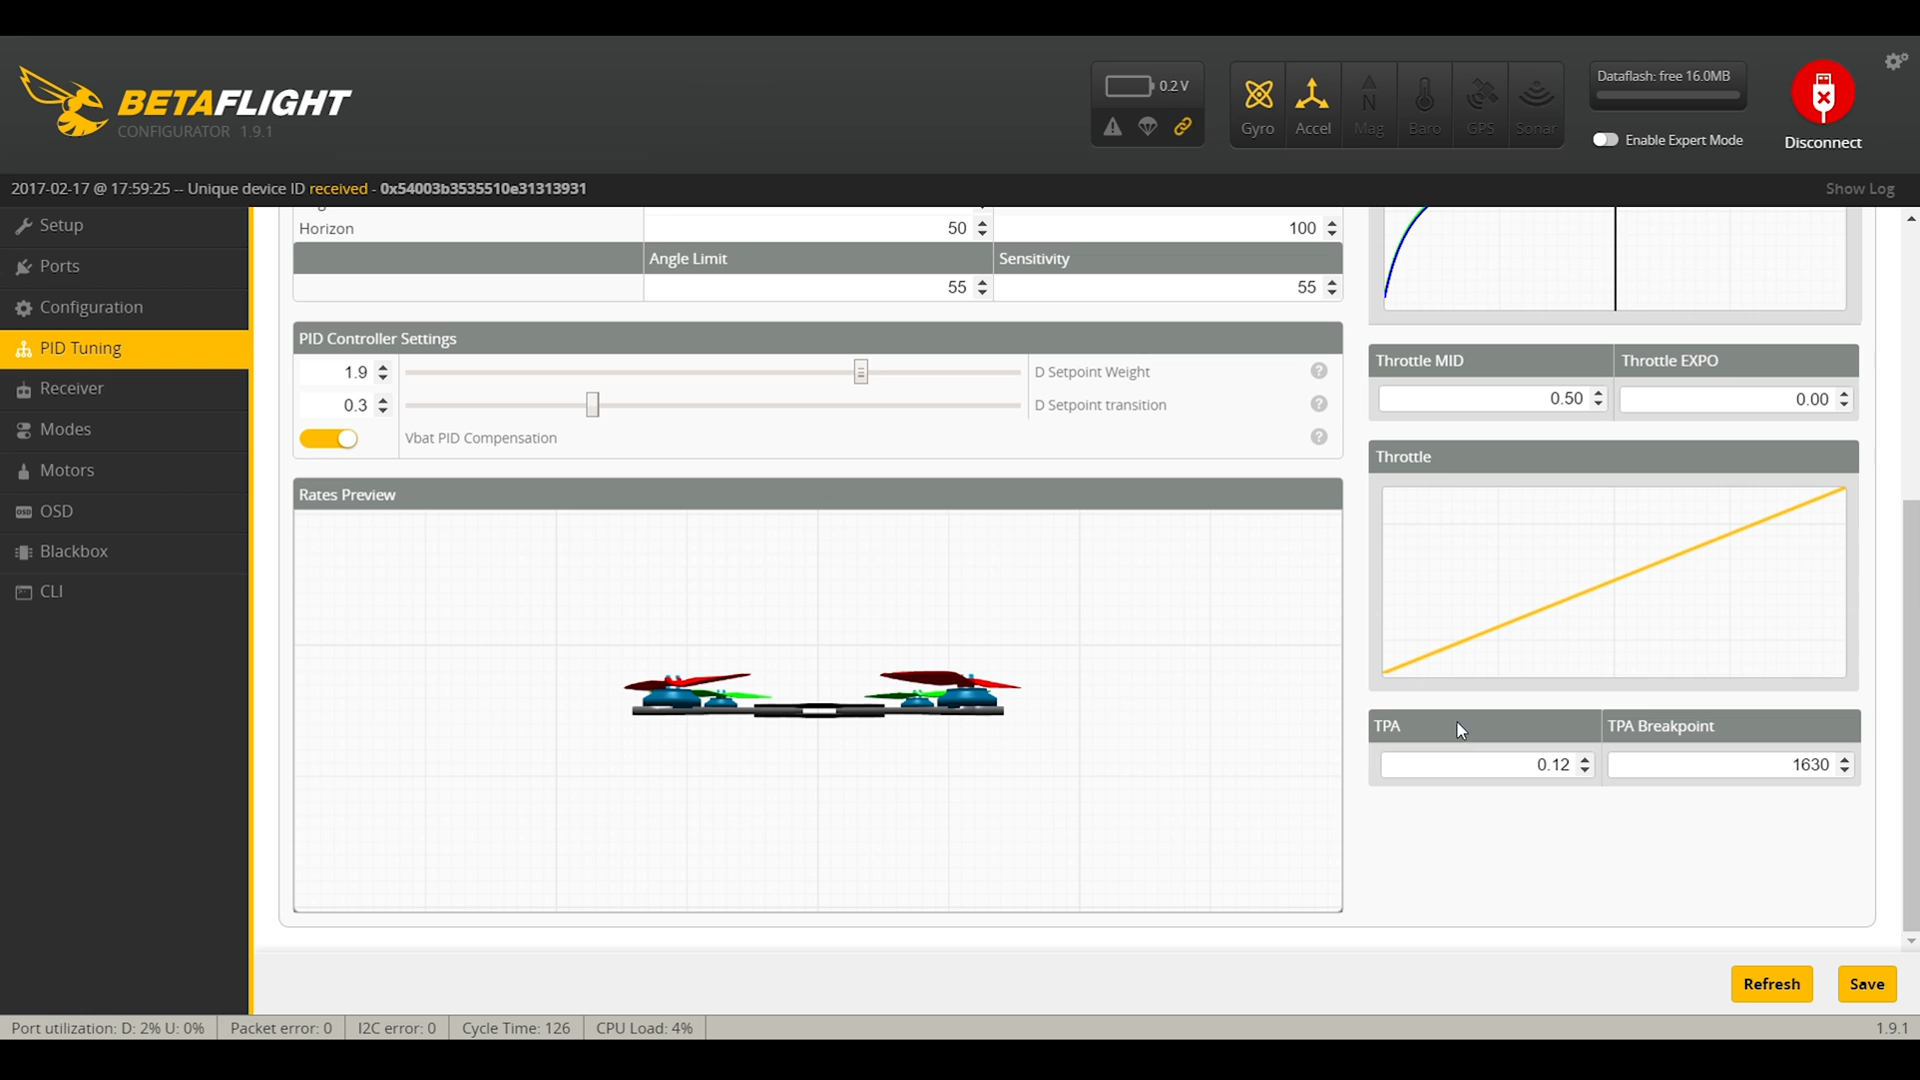 BETAFLIGHT
CONFIGURATOR 1.9.1
0.2 V
Gyro
Accel
Mag
Baro
GPS
Sonar
Dataflash: free 16.0MB
Enable Expert Mode
Disconnect
2017-02-17 @ 17:59:25 -- Unique device ID received - 0x54003b3535510e31313931
Show Log
Setup
Ports
Configuration
PID Tuning
Receiver
Modes
Motors
OSD
Blackbox
CLI
Horizon 50 100
Angle Limit Sensitivity
55 55
PID Controller Settings
1.9 D Setpoint Weight ?
0.3 D Setpoint transition ?
Vbat PID Compensation ?
Rates Preview
Throttle MID Throttle EXPO
0.50 0.00
Throttle
TPA TPA Breakpoint
0.12 1630
Refresh Save
Port utilization: D: 2% U: 0% Packet error: 0 I2C error: 0 Cycle Time: 126 CPU Load: 4% 1.9.1